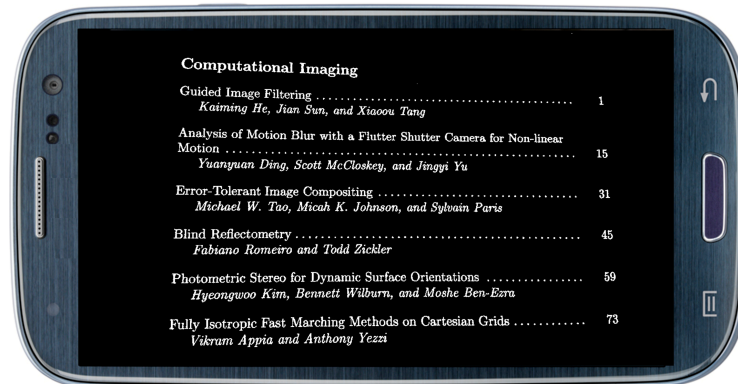 Computational Imaging
Guided Image Filtering ................................................ 1
Kaiming He, Jian Sun, and Xiaoou Tang
Analysis of Motion Blur with a Flutter Shutter Camera for Non-linear
Motion ................................................................ 15
Yuanyuan Ding, Scott McCloskey, and Jingyi Yu
Error-Tolerant Image Compositing ..................................... 31
Michael W. Tao, Micah K. Johnson, and Sylvain Paris
Blind Reflectometry ................................................... 45
Fabiano Romeiro and Todd Zickler
Photometric Stereo for Dynamic Surface Orientations ................ 59
Hyeongwoo Kim, Bennett Wilburn, and Moshe Ben-Ezra
Fully Isotropic Fast Marching Methods on Cartesian Grids ............ 73
Vikram Appia and Anthony Yezzi